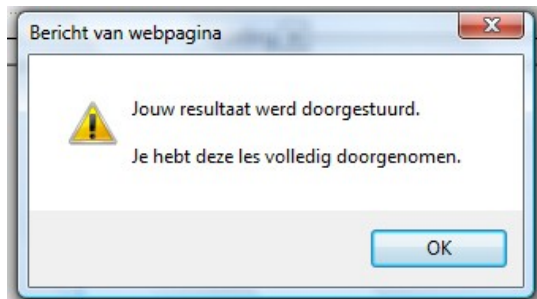 Bericht van webpagina
Jouw resultaat werd doorgestuurd.
Je hebt deze les volledig doorgenomen.
OK